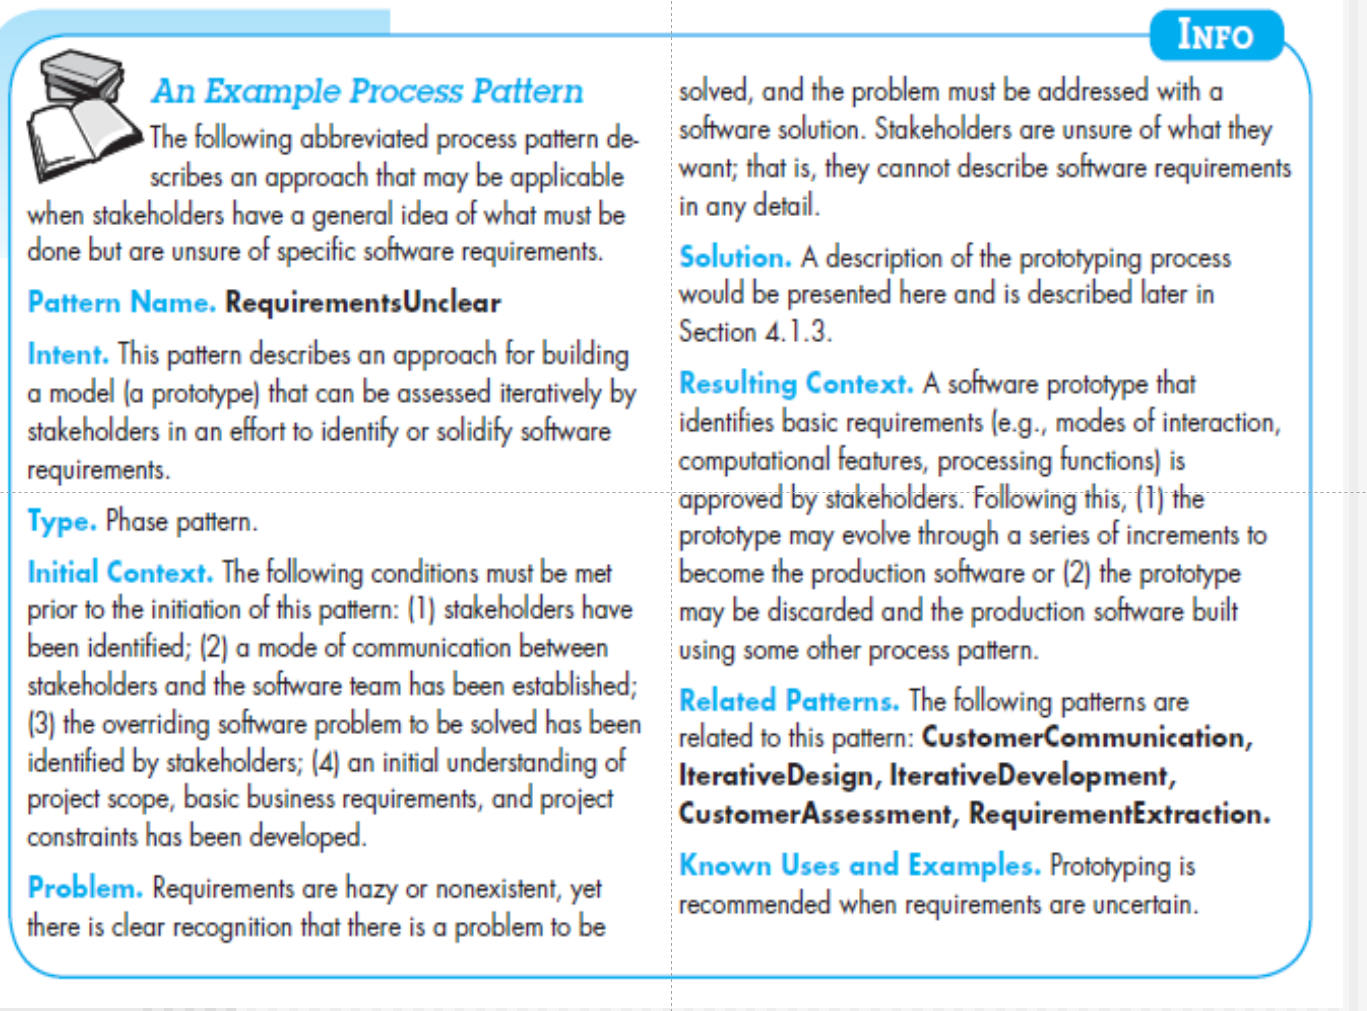 INFO
An Example Process Pattern
The following abbreviated process pattern de-
scribes an approach that may be applicable
when stakeholders have a general idea of what must be
done but are unsure of specific software requirements.
Pattern Name. RequirementsUnclear
Intent. This pattern describes an approach for building
a model (a prototype) that can be assessed iteratively by
stakeholders in an effort to identify or solidify software
requirements.
Type. Phase pattern.
Initial Context. The following conditions must be met
prior to the initiation of this pattern: (1) stakeholders have
been identified; (2) a mode of communication between
stakeholders and the software team has been established;
(3) the overriding software problem to be solved has been
identified by stakeholders; (4) an initial understanding of
project scope, basic business requirements, and project
constraints has been developed.
Problem. Requirements are hazy or nonexistent, yet
there is clear recognition that there is a problem to be
solved, and the problem must be addressed with a
software solution. Stakeholders are unsure of what they
want; that is, they cannot describe software requirements
in any detail.
Solution. A description of the prototyping process
would be presented here and is described later in
Section 4.1.3.
Resulting Context. A software prototype that
identifies basic requirements (e.g., modes of interaction,
computational features, processing functions) is
approved by stakeholders. Following this, (1) the
prototype may evolve through a series of increments to
become the production software or (2) the prototype
may be discarded and the production software built
using some other process pattern.
Related Patterns. The following patterns are
related to this pattern: CustomerCommunication,
IterativeDesign, IterativeDevelopment,
CustomerAssessment, RequirementExtraction.
Known Uses and Examples. Prototyping is
recommended when requirements are uncertain.